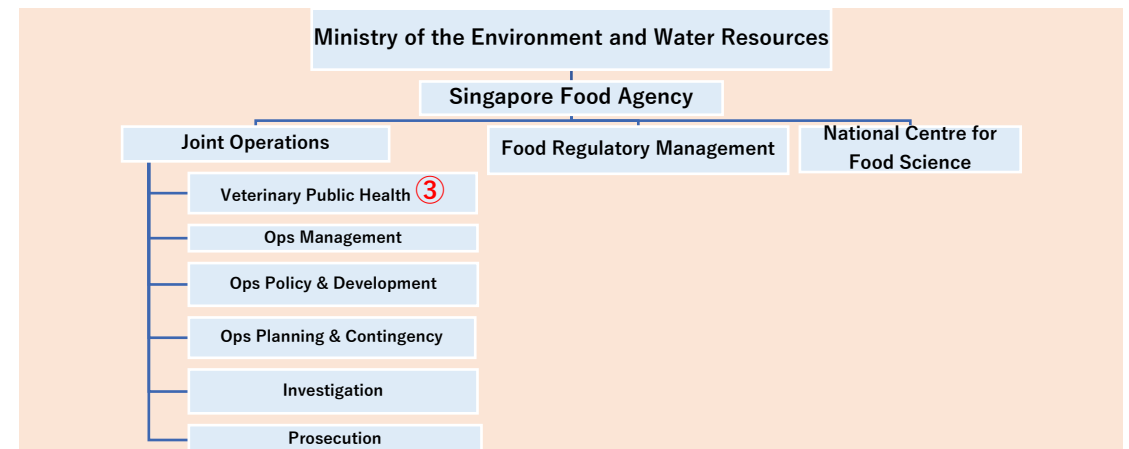 Ministry of the Environment and Water Resources
Singapore Food Agency
Joint Operations
Food Regulatory Management
National Centre for
Food Science
Veterinary Public Health ③
Ops Management
Ops Policy & Development
Ops Planning & Contingency
Investigation
Prosecution